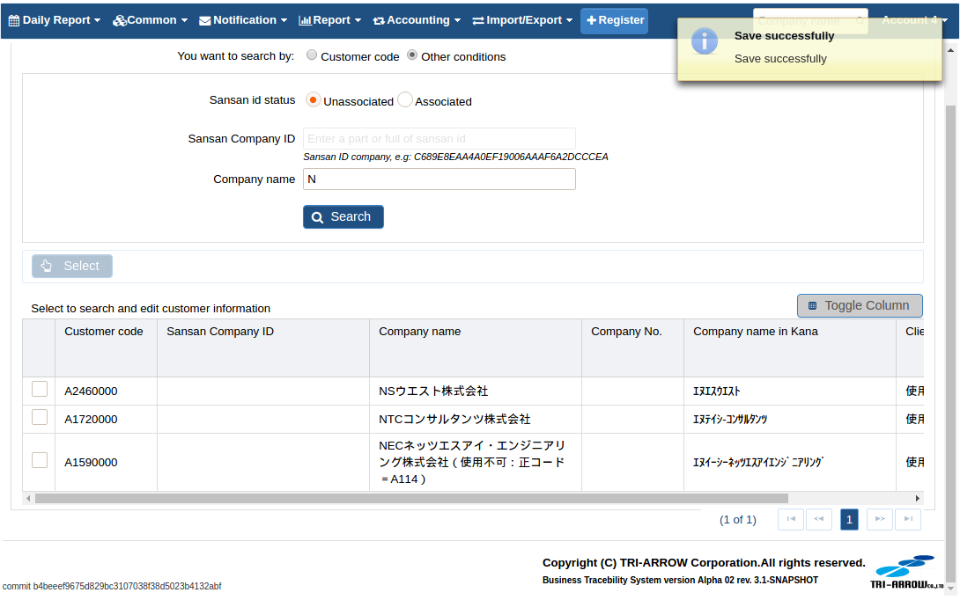 Daily Report Common Notification Report Accounting Import/Export Register Company name Account 4
Save successfully
Save successfully
You want to search by: Customer code Other conditions
Sansan id status Unassociated Associated
Sansan Company ID Enter a part or full of sansan id
Sansan ID company, e.g: C689E8EAA4A0EF19006AAAF6A2DCCCEA
Company name N
Search
Select
Select to search and edit customer information Toggle Column
Customer code Sansan Company ID Company name Company No. Company name in Kana Clie
A2460000 NSウエスト株式会社 ｴﾇｴｽｳｴｽﾄ 使用
A1720000 NTCコンサルタンツ株式会社 ｴﾇﾃｲｼｰｺﾝｻﾙﾀﾝﾂ 使用
NECネッツエスアイ・エンジニアリ
A1590000 ング株式会社（使用不可：正コード ｴﾇｲｰｼｰﾈｯﾂｴｽｱｲｴﾝｼﾞﾆｱﾘﾝｸﾞ 使用
＝A114）
(1 of 1) 1
Copyright (C) TRI-ARROW Corporation.All rights reserved.
Business Tracebility System version Alpha 02 rev. 3.1-SNAPSHOT
TRI-ARROW Co.,LTD
commit b4beeef9675d829bc3107038f38d5023b4132abf